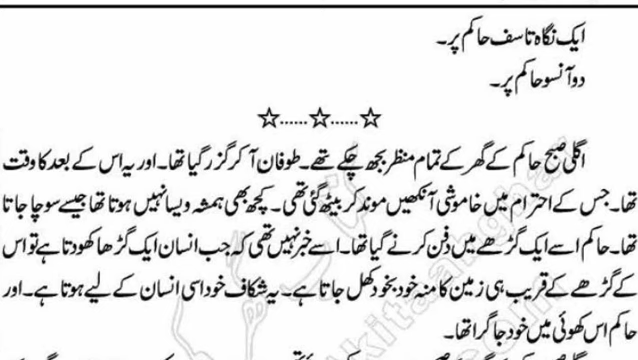 ایک نگاہ تاسف حاکم پر۔
دو آنسو حاکم پر۔
☆......☆......☆
اگلی صبح حاکم کے گھر کے تمام منظر بجھ چکے تھے۔ طوفان آ کر گزر گیا تھا۔ اور یہ اس کے بعد کا وقت
تھا۔ جس کے احترام میں خاموشی آنکھیں موند کر بیٹھ گئی تھی۔ کچھ بھی ہمشہ ویسا نہیں ہوتا تھا جیسے سوچا جاتا
تھا۔ حاکم اسے ایک گڑھے میں دفن کرنے گیا تھا۔ اسے خبر نہیں تھی کہ جب انسان ایک گڑھا کھودتا ہے تو اس
کے گڑھے کے قریب ہی زمین کا منہ خود بخود کھل جاتا ہے۔ یہ شگاف خود اسی انسان کے لیے ہوتا ہے۔ اور
حاکم اس کھوئی میں خود جا گرا تھا۔